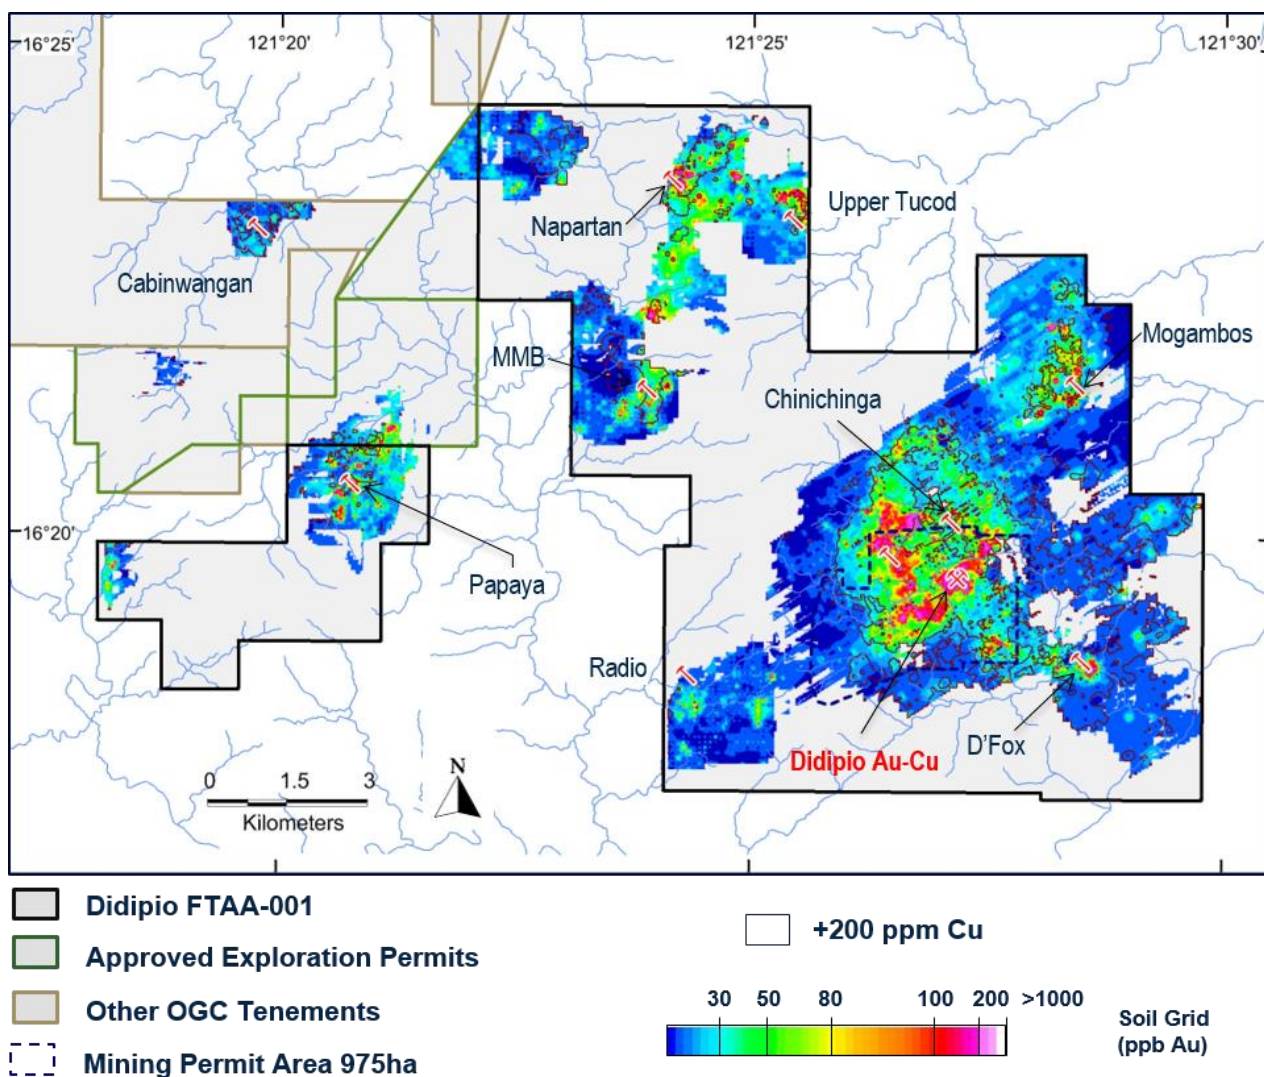 16°25'
121°20'
121°25'
121°30'
Napartan
Upper Tucod
Cabinwangan
MMB
Mogambos
Chinichinga
16°20'
Papaya
Radio
D'Fox
Didipio Au-Cu
0 1.5 3
Kilometers
N
Didipio FTAA-001
Approved Exploration Permits
Other OGC Tenements
Mining Permit Area 975ha
+200 ppm Cu
30 50 80 100 200 >1000
Soil Grid
(ppb Au)